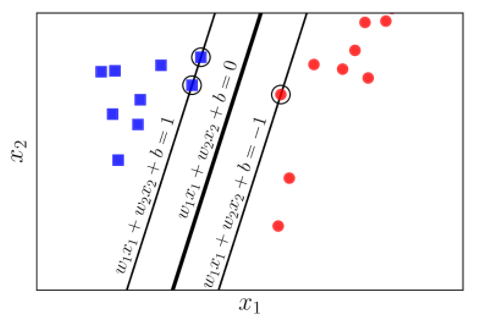 x₂
w₁x₁ + w₂x₂ + b = 1
w₁x₁ + w₂x₂ + b = 0
w₁x₁ + w₂x₂ + b = −1
x₁